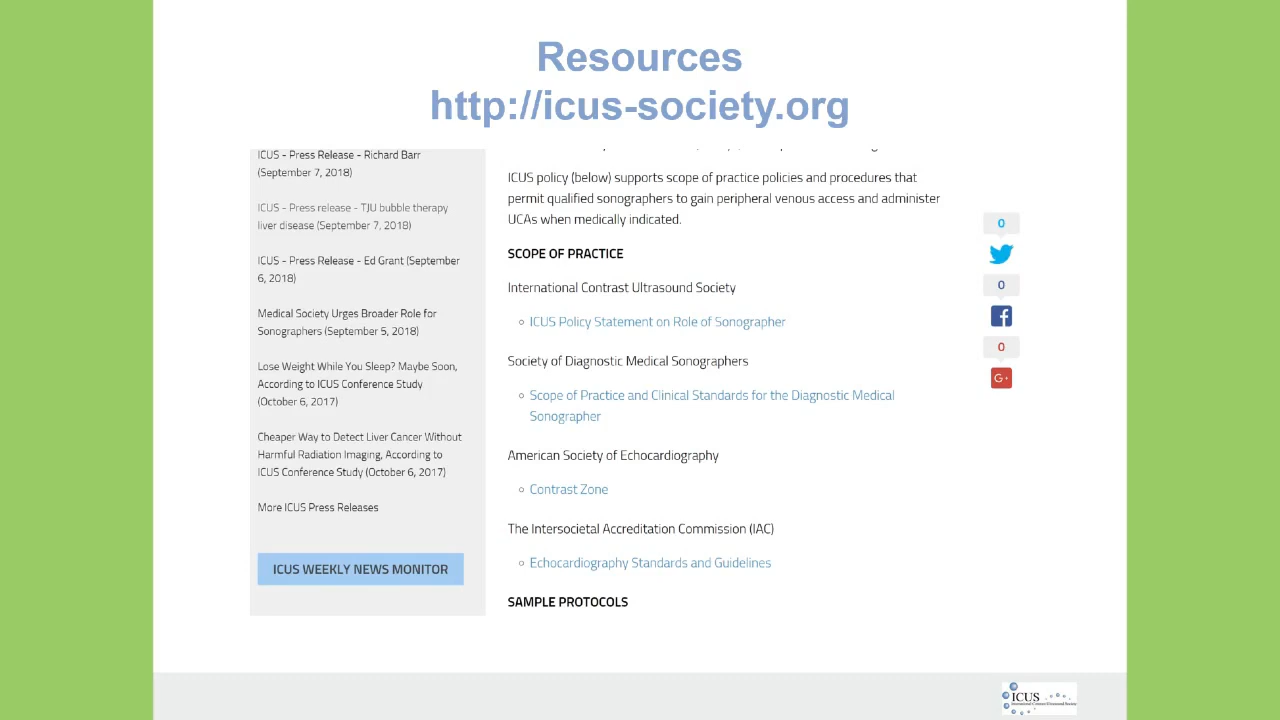 Resources
http://icus-society.org
ICUS - Press Release - Richard Barr
(September 7, 2018)
ICUS - Press release - TJU bubble therapy
liver disease (September 7, 2018)
ICUS - Press Release - Ed Grant (September
6, 2018)
Medical Society Urges Broader Role for
Sonographers (September 5, 2018)
Lose Weight While You Sleep? Maybe Soon,
According to ICUS Conference Study
(October 6, 2017)
Cheaper Way to Detect Liver Cancer Without
Harmful Radiation Imaging, According to
ICUS Conference Study (October 6, 2017)
More ICUS Press Releases
ICUS WEEKLY NEWS MONITOR
ICUS policy (below) supports scope of practice policies and procedures that
permit qualified sonographers to gain peripheral venous access and administer
UCAs when medically indicated.
SCOPE OF PRACTICE
International Contrast Ultrasound Society
ICUS Policy Statement on Role of Sonographer
Society of Diagnostic Medical Sonographers
Scope of Practice and Clinical Standards for the Diagnostic Medical
Sonographer
American Society of Echocardiography
Contrast Zone
The Intersocietal Accreditation Commission (IAC)
Echocardiography Standards and Guidelines
SAMPLE PROTOCOLS
0
0
0
G+
ICUS
International Contrast Ultrasound Society